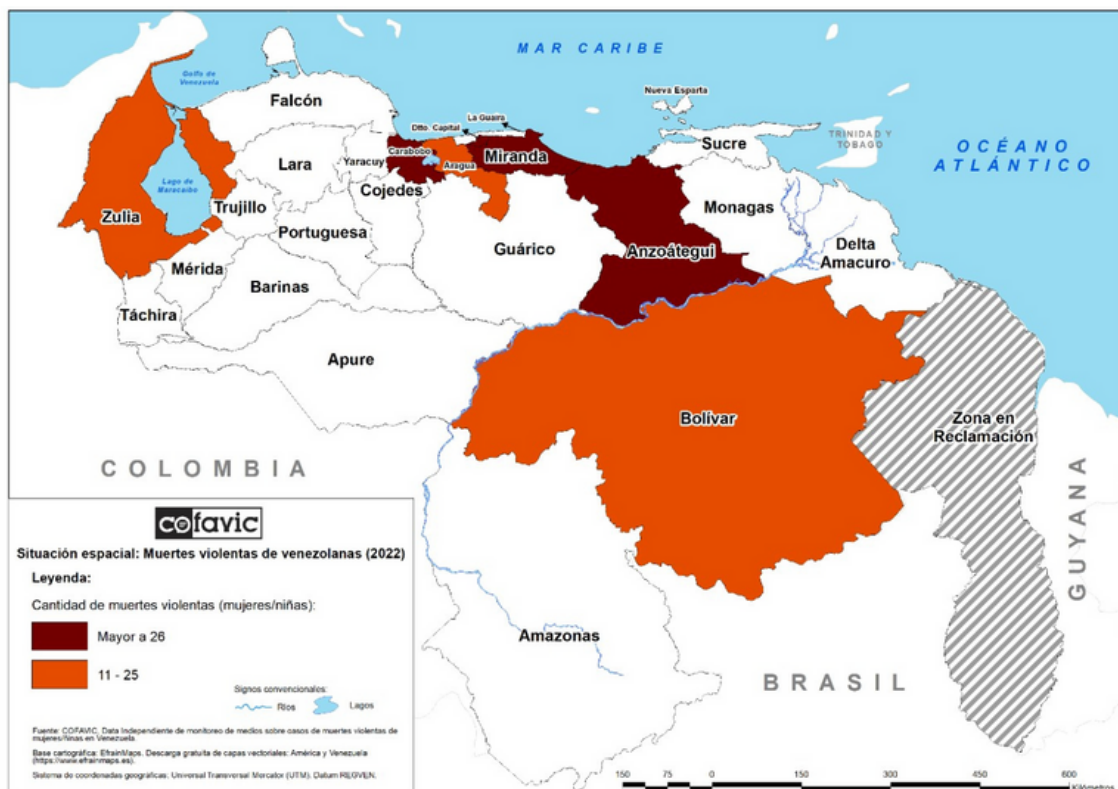 MAR CARIBE
Golfo de
Venezuela
Nueva Esparta
Falcón
La Guaira
Dtto. Capital
TRINIDAD Y
TOBAGO
OCÉANO
ATLÁNTICO
Carabobo
Miranda
Sucre
Lara
Yaracuy
Aragua
Lago de
Maracaibo
Cojedes
Zulia
Trujillo
Monagas
Portuguesa
Guárico
Anzoátegui
Delta
Amacuro
Mérida
Barinas
Táchira
Apure
Bolívar
Zona en
Reclamación
COLOMBIA
GUYANA
Amazonas
BRASIL
cofavic
Situación espacial: Muertes violentas de venezolanas (2022)
Leyenda:
Cantidad de muertes violentas (mujeres/niñas):
Mayor a 26
11 - 25
Signos convencionales:
Ríos
Lagos
Fuente: COFAVIC, Data Independiente de monitoreo de medios sobre casos de muertes violentas de
mujeres/niñas en Venezuela.
Base cartográfica: EfrainMaps. Descarga gratuita de capas vectoriales: América y Venezuela
(https://www.efrainmaps.es).
Sistema de coordenadas geográficas: Universal Transversal Mercator (UTM), Datum REGVEN.
150 75 0 150 300 450 600
Kilómetros